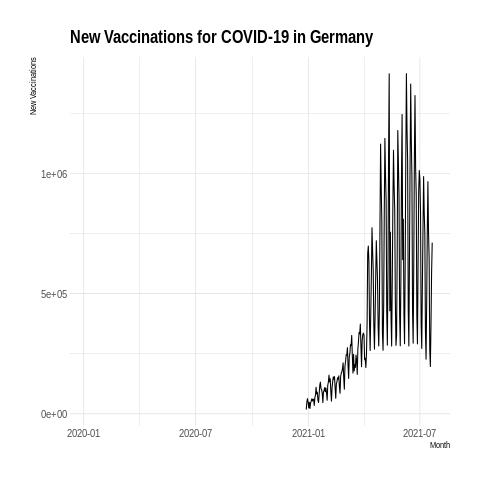 New Vaccinations for COVID-19 in Germany
New Vaccinations
1e+06
5e+05
0e+00
2020-01 2020-07 2021-01 2021-07
Month